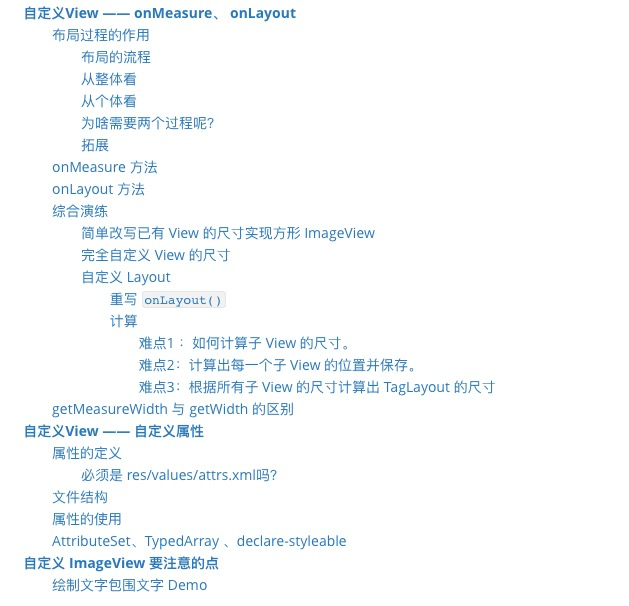 自定义View —— onMeasure、 onLayout
布局过程的作用
布局的流程
从整体看
从个体看
为啥需要两个过程呢?
拓展
onMeasure 方法
onLayout 方法
综合演练
简单改写已有 View 的尺寸实现方形 ImageView
完全自定义 View 的尺寸
自定义 Layout
重写 onLayout()
计算
难点1 : 如何计算子 View 的尺寸。
难点2: 计算出每一个子 View 的位置并保存。
难点3: 根据所有子 View 的尺寸计算出 TagLayout 的尺寸
getMeasureWidth 与 getWidth 的区别
自定义View —— 自定义属性
属性的定义
必须是 res/values/attrs.xml吗?
文件结构
属性的使用
AttributeSet、TypedArray 、declare-styleable
自定义 ImageView 要注意的点
绘制文字包围文字 Demo